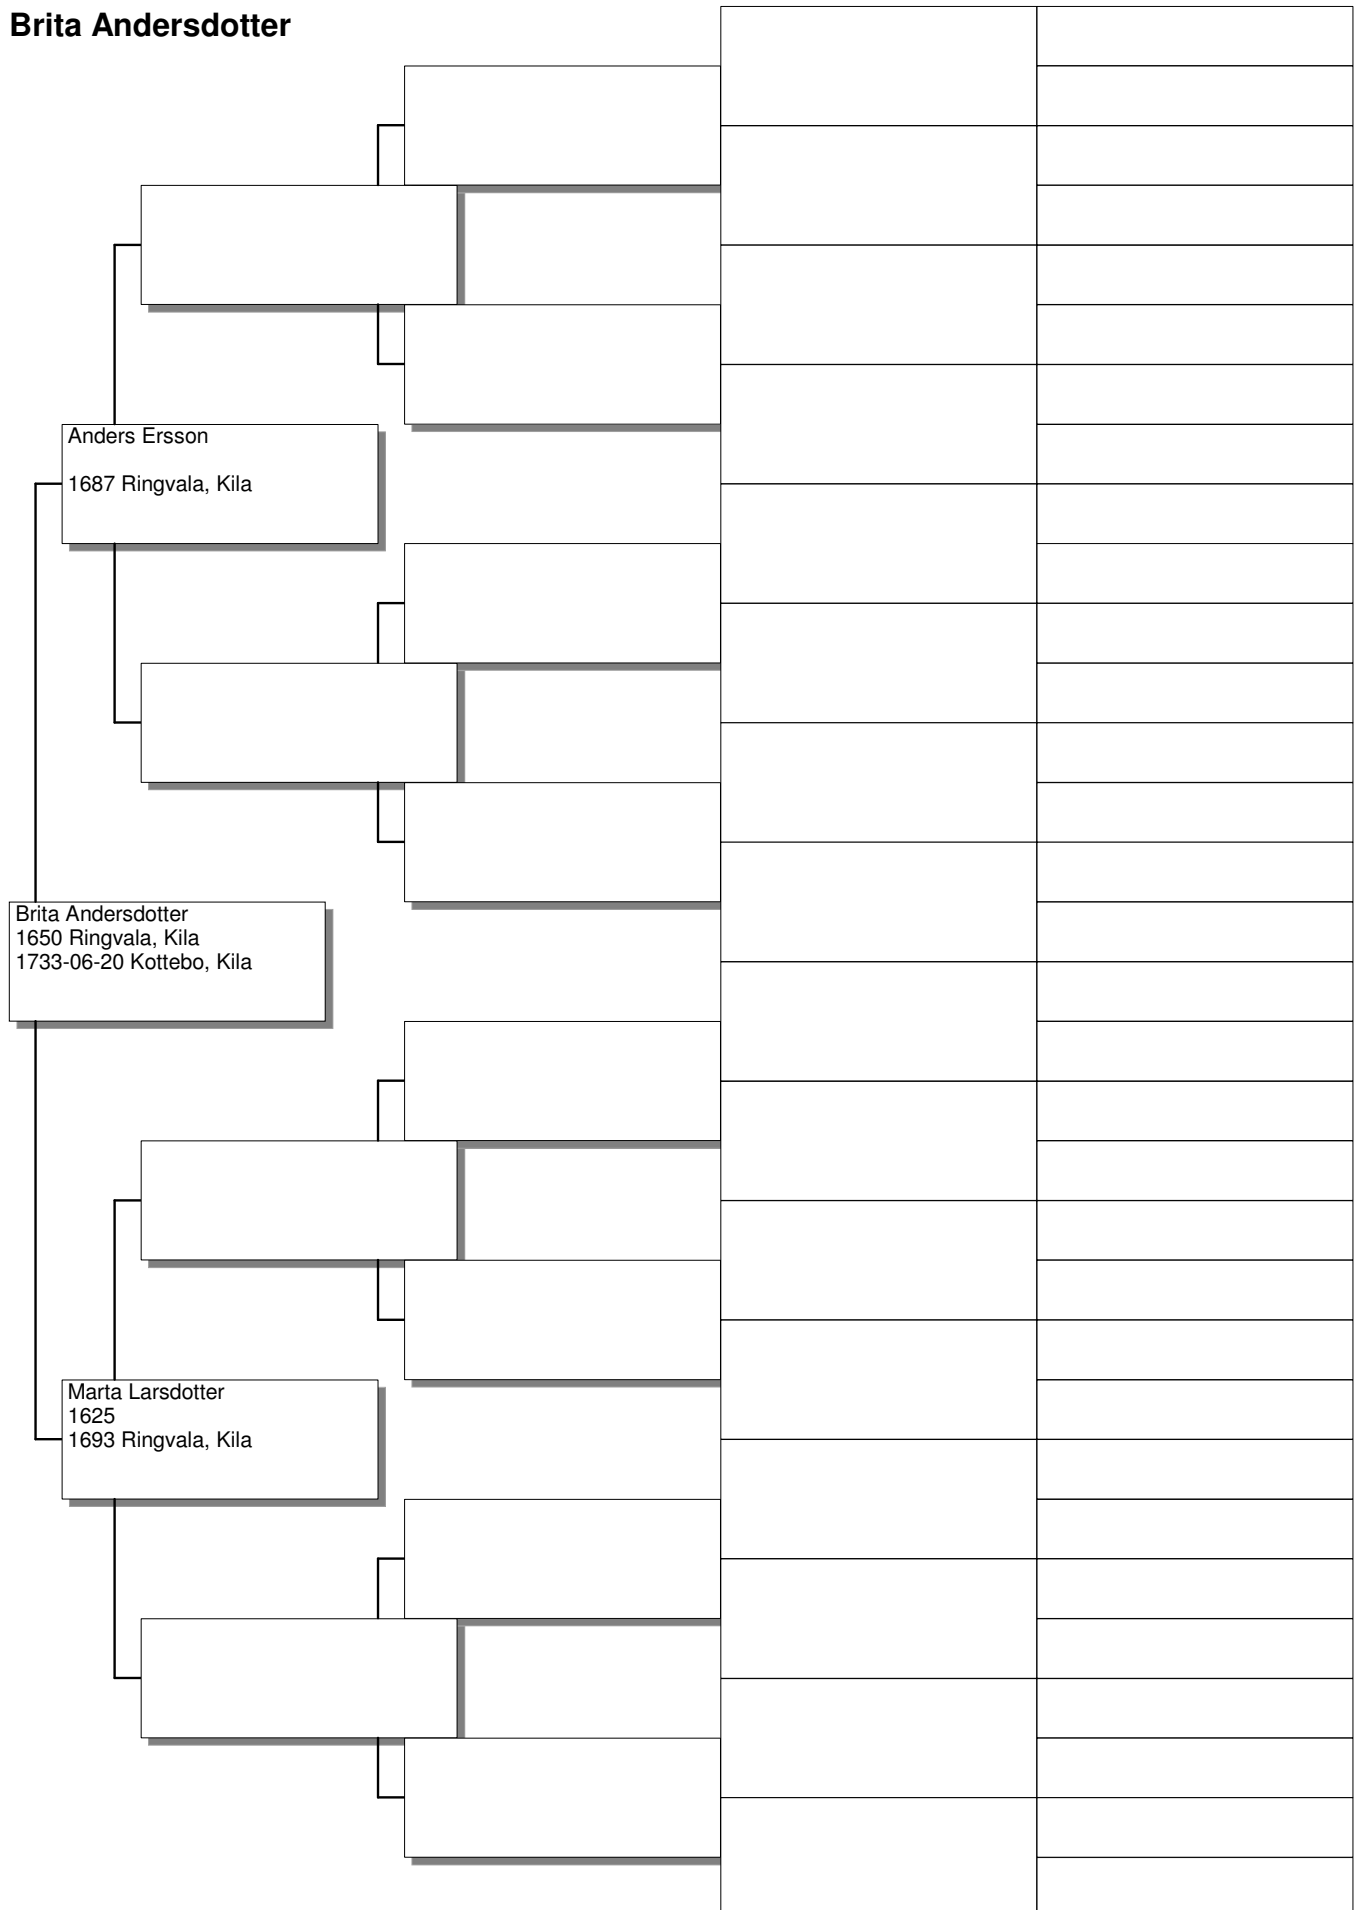 Brita Andersdotter
Anders Ersson
1687 Ringvala, Kila
Brita Andersdotter
1650 Ringvala, Kila
1733-06-20 Kottebo, Kila
Marta Larsdotter
1625
1693 Ringvala, Kila